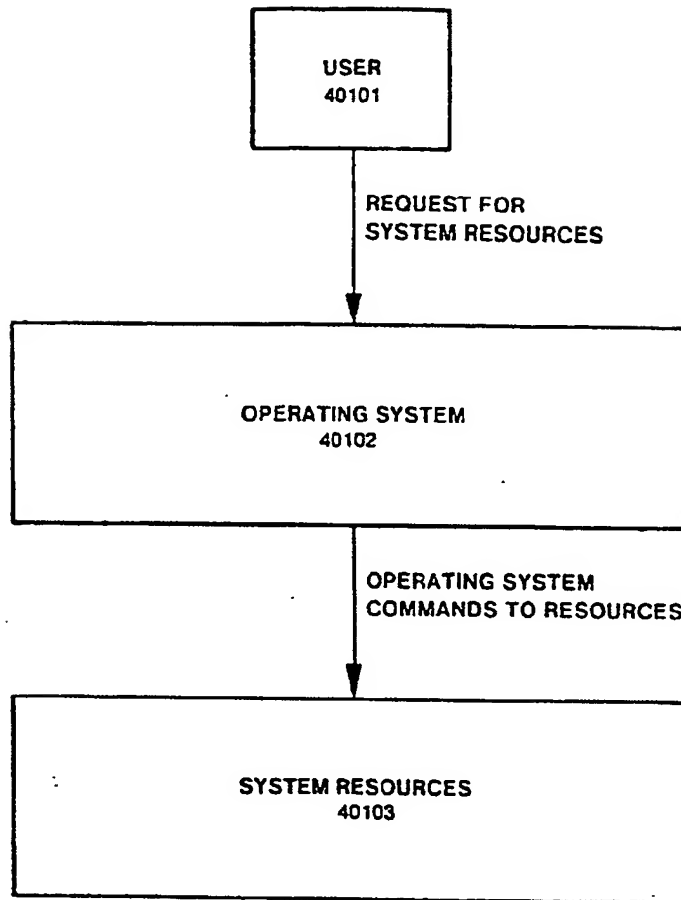 USER
40101
REQUEST FOR
SYSTEM RESOURCES
OPERATING SYSTEM
40102
OPERATING SYSTEM
COMMANDS TO RESOURCES
SYSTEM RESOURCES
40103